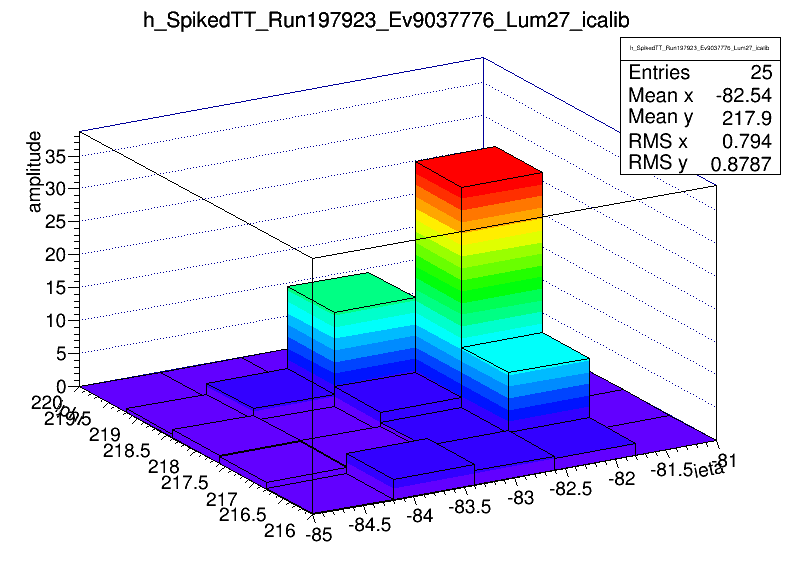 h_SpikedTT_Run197923_Ev9037776_Lum27_icalib
h_SpikedTT_Run197923_Ev9037776_Lum27_icalib
Entries 25
Mean x -82.54
Mean y 217.9
RMS x 0.794
RMS y 0.8787
amplitude
35
30
25
20
15
10
5
0
220
219.5
iphi
219
218.5
218
217.5
217
216.5
216
-85
-84.5
-84
-83.5
-83
-82.5
-82
-81.5
ieta
-81